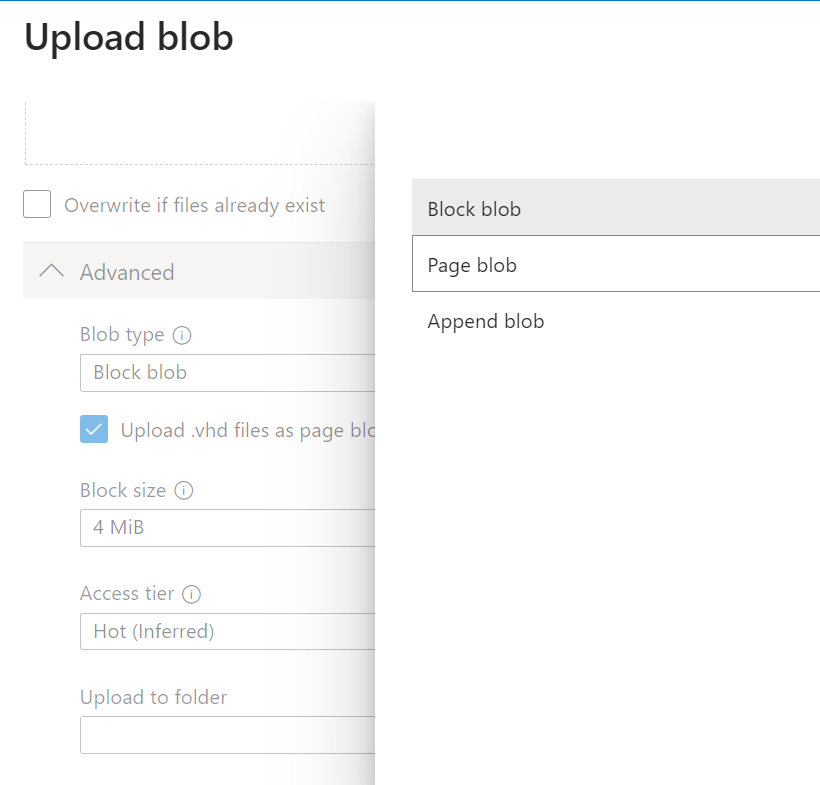 Upload blob
Overwrite if files already exist
Advanced
Blob type
Block blob
Upload .vhd files as page
Block size
4 MiB
Access tier
Hot (Inferred)
Upload to folder
Block blob
Page blob
Append blob